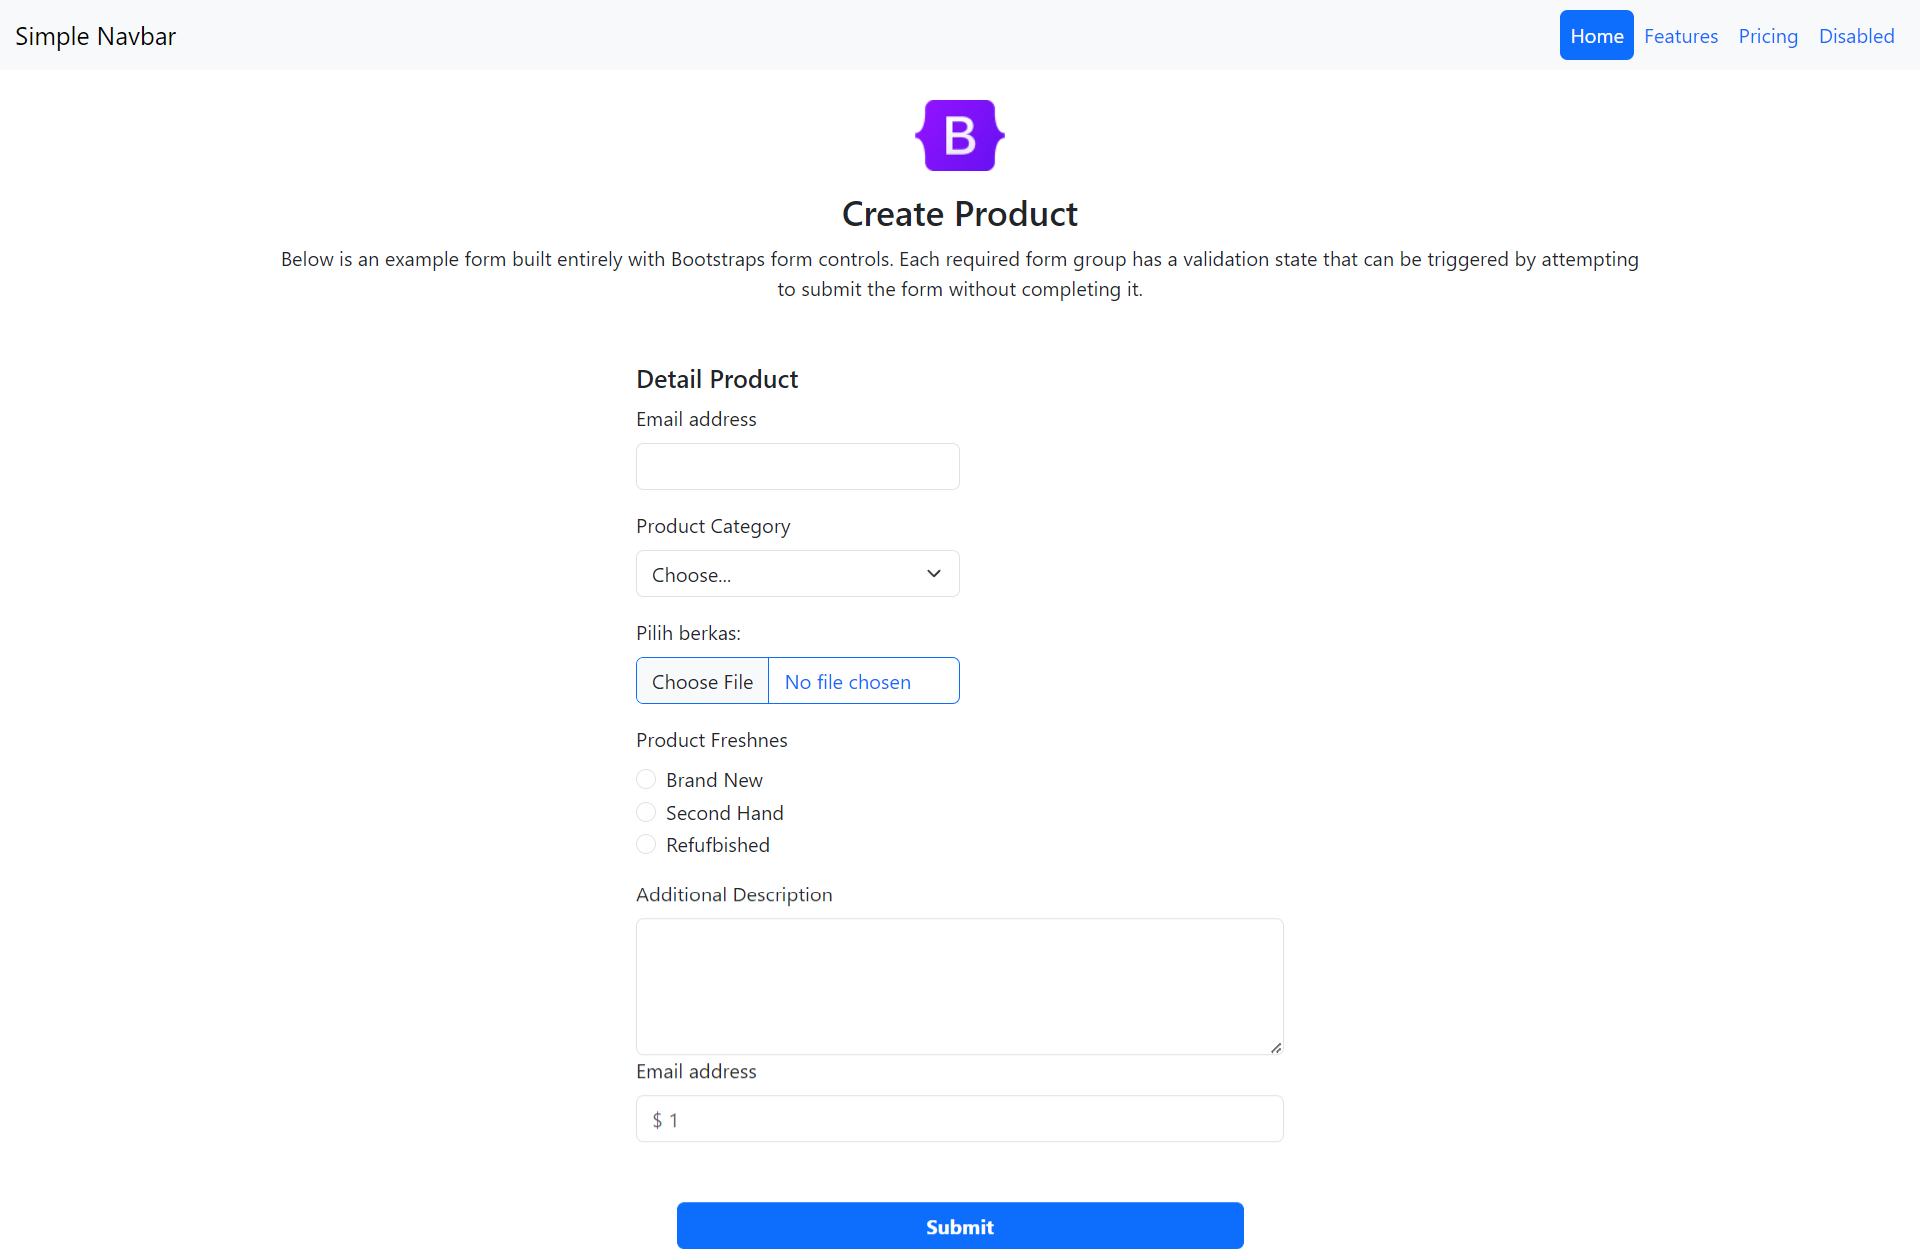 Simple Navbar
Home Features Pricing Disabled
B
Create Product
Below is an example form built entirely with Bootstraps form controls. Each required form group has a validation state that can be triggered by attempting
to submit the form without completing it.
Detail Product
Email address
Product Category
Choose...
Pilih berkas:
Choose File No file chosen
Product Freshnes
Brand New
Second Hand
Refufbished
Additional Description
Email address
$ 1
Submit